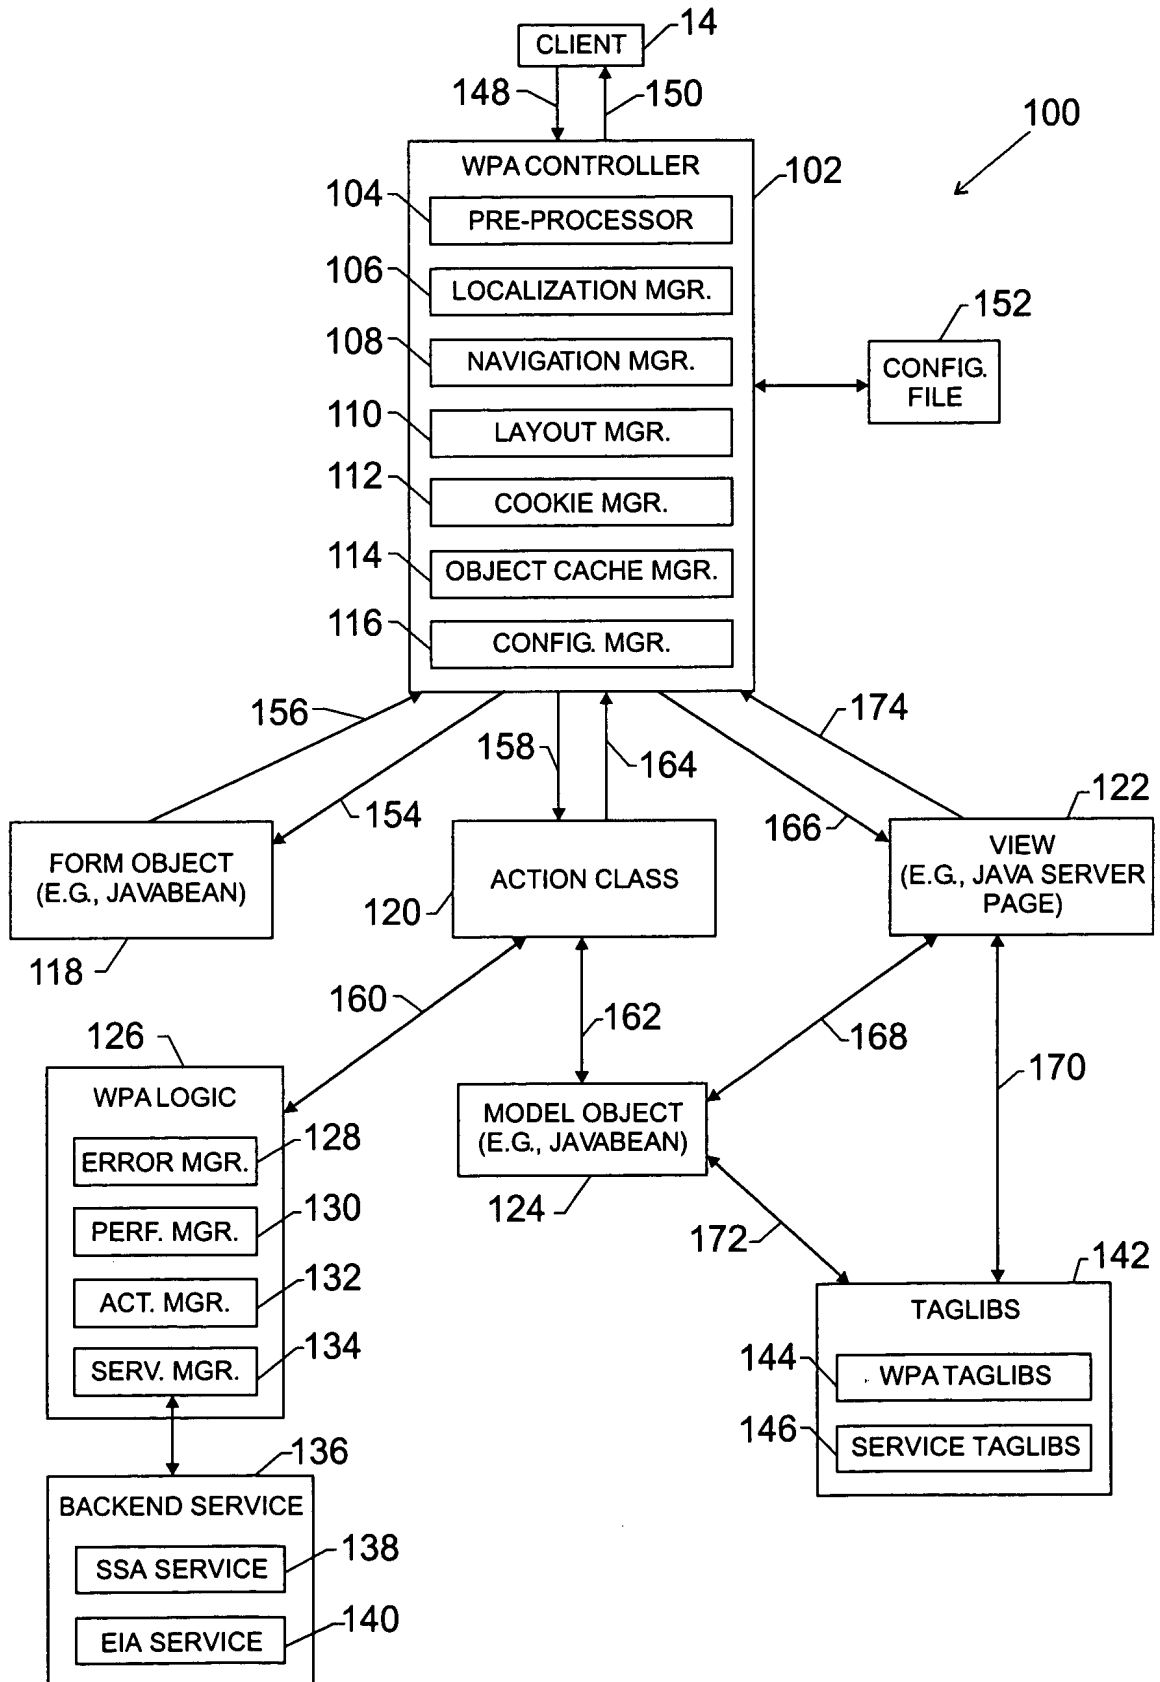 CLIENT
14
148
150
100
WPA CONTROLLER
102
104
PRE-PROCESSOR
106
LOCALIZATION MGR.
108
NAVIGATION MGR.
152
CONFIG.
FILE
110
LAYOUT MGR.
112
COOKIE MGR.
114
OBJECT CACHE MGR.
116
CONFIG. MGR.
156
154
158
164
174
166
122
FORM OBJECT
(E.G., JAVABEAN)
118
ACTION CLASS
120
VIEW
(E.G., JAVA SERVER
PAGE)
160
162
168
170
126
WPA LOGIC
ERROR MGR.
128
PERF. MGR.
130
ACT. MGR.
132
SERV. MGR.
134
MODEL OBJECT
(E.G., JAVABEAN)
124
172
142
TAGLIBS
144
WPA TAGLIBS
146
SERVICE TAGLIBS
136
BACKEND SERVICE
SSA SERVICE
138
EIA SERVICE
140